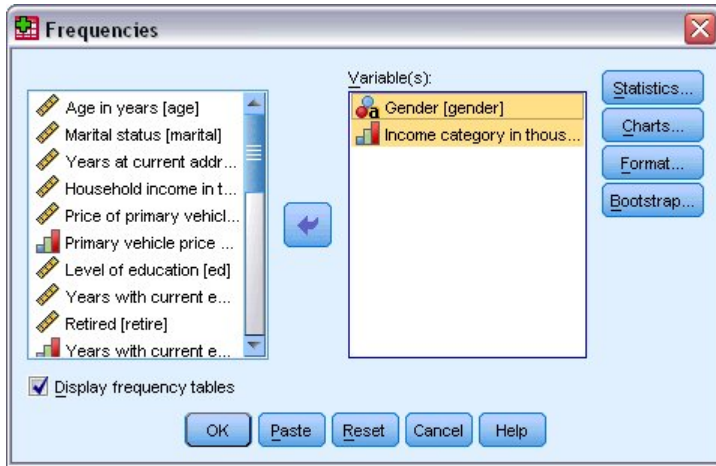 Frequencies
Age in years [age]
Marital status [marital]
Years at current addr...
Household income in t...
Price of primary vehicl...
Primary vehicle price ...
Level of education [ed]
Years with current e...
Retired [retire]
Years with current e...
Variable(s):
Gender [gender]
Income category in thous...
Statistics...
Charts...
Format...
Bootstrap...
Display frequency tables
OK
Paste
Reset
Cancel
Help